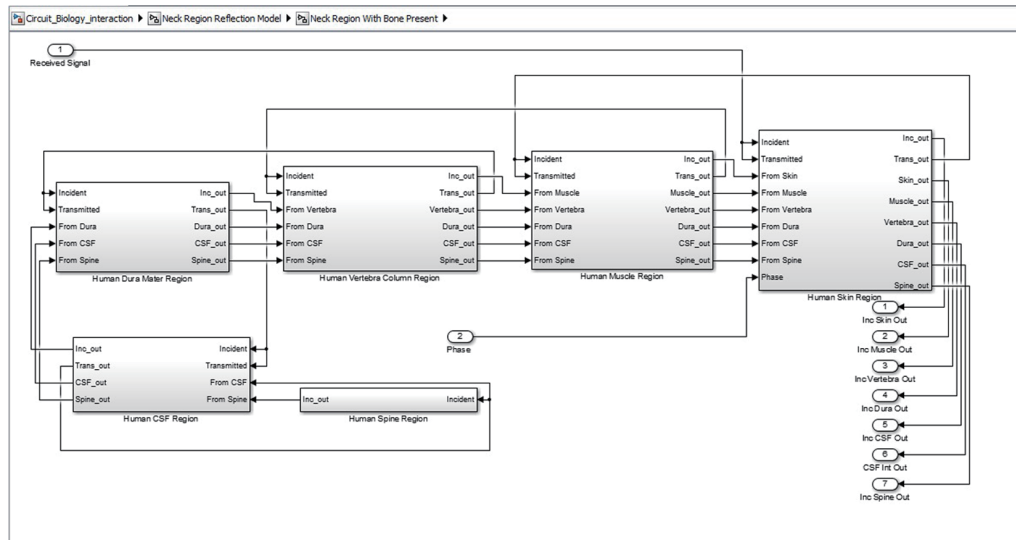 Circuit_Biology_interaction ▶ Neck Region Reflection Model ▶ Neck Region With Bone Present ▶
1
Received Signal
Incident
Transmitted
From Dura
From CSF
From Spine
Inc_out
Trans_out
Dura_out
CSF_out
Spine_out
Human Dura Mater Region
Incident
Transmitted
From Vertebra
From Dura
From CSF
From Spine
Inc_out
Trans_out
Vertebra_out
Dura_out
CSF_out
Spine_out
Human Vertebra Column Region
Incident
Transmitted
From Muscle
From Vertebra
From Dura
From CSF
From Spine
Inc_out
Trans_out
Muscle_out
Vertebra_out
Dura_out
CSF_out
Spine_out
Human Muscle Region
Incident
Transmitted
From Skin
From Muscle
From Vertebra
From Dura
From CSF
From Spine
Phase
Inc_out
Trans_out
Skin_out
Muscle_out
Vertebra_out
Dura_out
CSF_out
Spine_out
Human Skin Region
2
Phase
Inc_out
Trans_out
CSF_out
Spine_out
Incident
Transmitted
From CSF
From Spine
Human CSF Region
Inc_out
Incident
Human Spine Region
1
Inc Skin Out
2
Inc Muscle Out
3
Inc Vertebra Out
4
Inc Dura Out
5
Inc CSF Out
6
CSF Int Out
7
Inc Spine Out